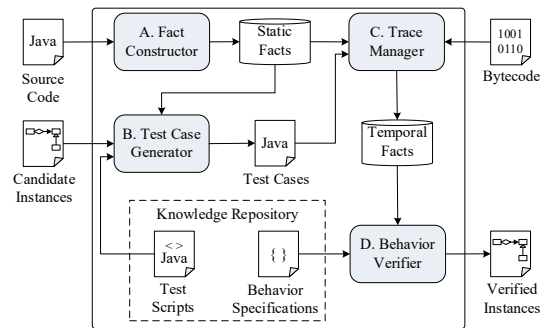 Java
Source
Code
A. Fact
Constructor
Static
Facts
C. Trace
Manager
1001
0110
Bytecode
Candidate
Instances
B. Test Case
Generator
Java
Test Cases
Temporal
Facts
Knowledge Repository
< >
Java
Test
Scripts
{ }
Behavior
Specifications
D. Behavior
Verifier
Verified
Instances